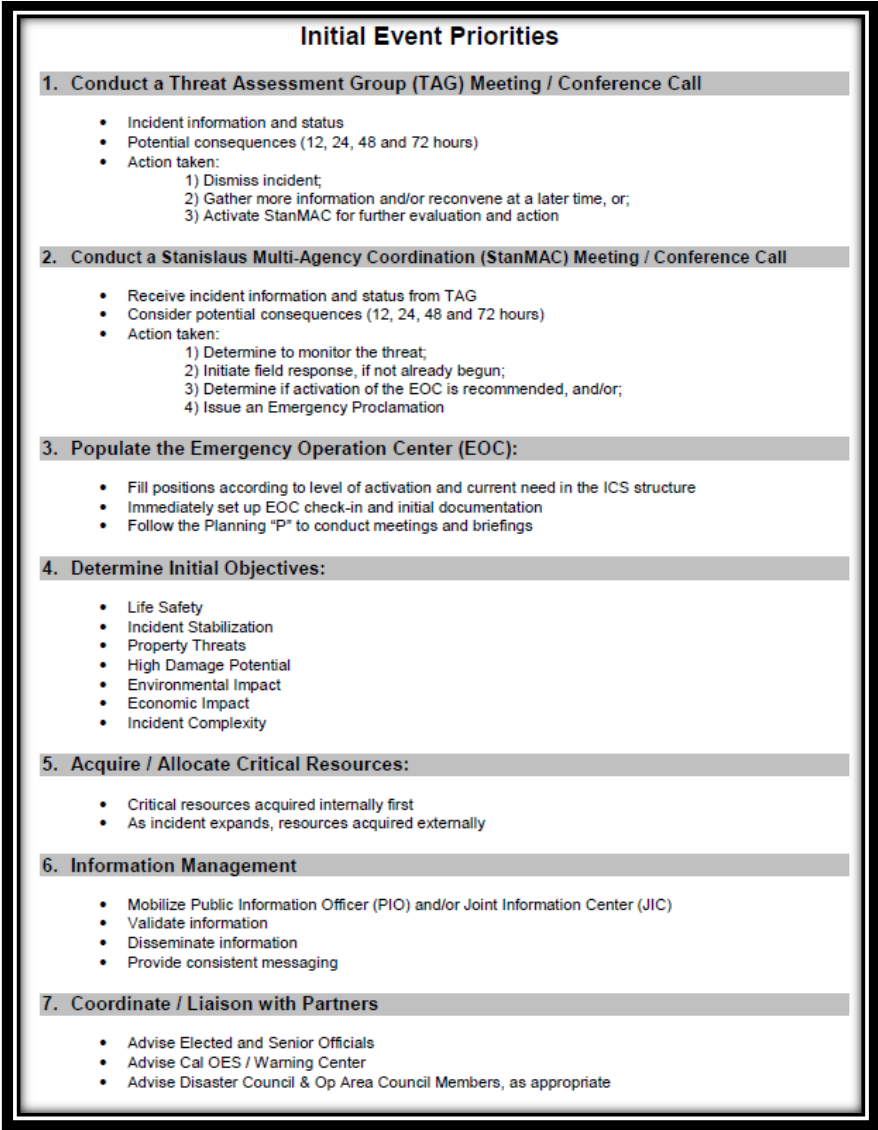 Initial Event Priorities
1. Conduct a Threat Assessment Group (TAG) Meeting / Conference Call
• Incident information and status
• Potential consequences (12, 24, 48 and 72 hours)
• Action taken:
1) Dismiss incident;
2) Gather more information and/or reconvene at a later time, or;
3) Activate StanMAC for further evaluation and action
2. Conduct a Stanislaus Multi-Agency Coordination (StanMAC) Meeting / Conference Call
• Receive incident information and status from TAG
• Consider potential consequences (12, 24, 48 and 72 hours)
• Action taken:
1) Determine to monitor the threat;
2) Initiate field response, if not already begun;
3) Determine if activation of the EOC is recommended, and/or;
4) Issue an Emergency Proclamation
3. Populate the Emergency Operation Center (EOC):
• Fill positions according to level of activation and current need in the ICS structure
• Immediately set up EOC check-in and initial documentation
• Follow the Planning “P” to conduct meetings and briefings
4. Determine Initial Objectives:
• Life Safety
• Incident Stabilization
• Property Threats
• High Damage Potential
• Environmental Impact
• Economic Impact
• Incident Complexity
5. Acquire / Allocate Critical Resources:
• Critical resources acquired internally first
• As incident expands, resources acquired externally
6. Information Management
• Mobilize Public Information Officer (PIO) and/or Joint Information Center (JIC)
• Validate information
• Disseminate information
• Provide consistent messaging
7. Coordinate / Liaison with Partners
• Advise Elected and Senior Officials
• Advise Cal OES / Warning Center
• Advise Disaster Council & Op Area Council Members, as appropriate